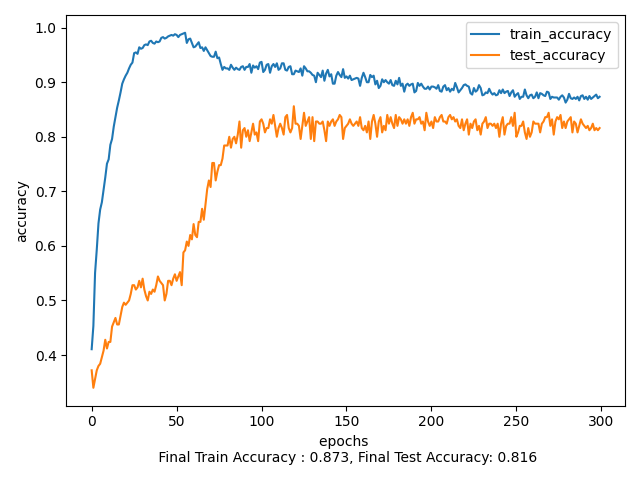 1.0
0.9
0.8
0.7
0.6
0.5
0.4
accuracy
train_accuracy
test_accuracy
0 50 100 150 200 250 300
epochs
Final Train Accuracy : 0.873, Final Test Accuracy: 0.816